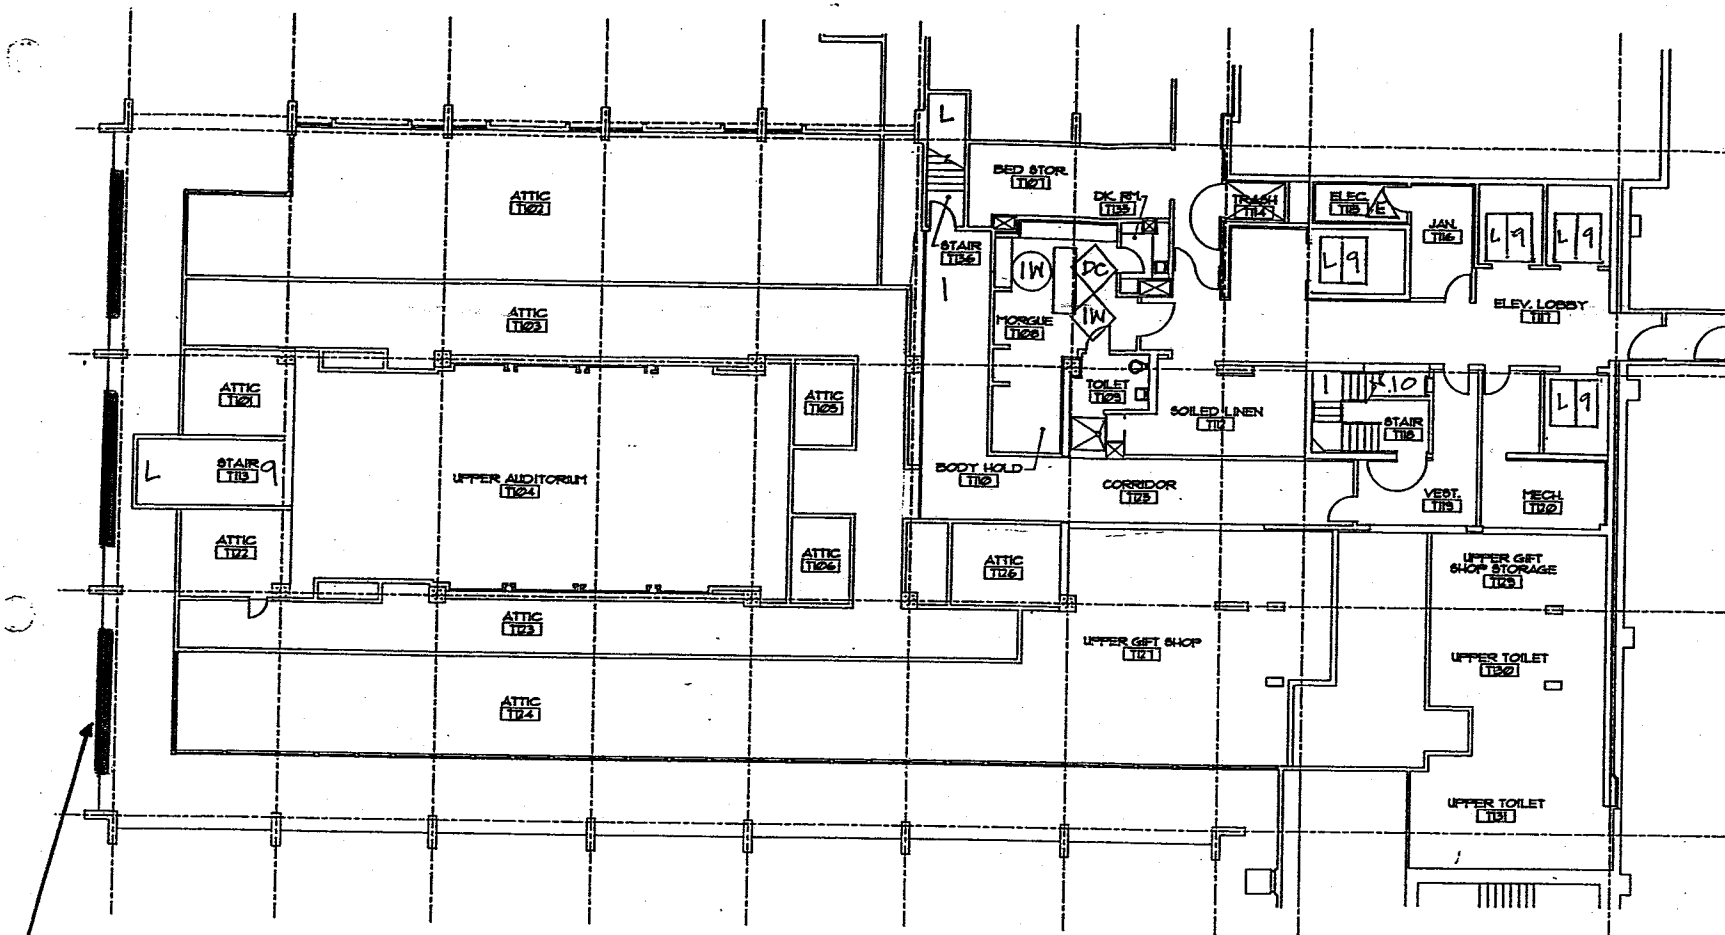 L
BED STOR.
T107
DK. RM.
T135
TRASH
T114
ELEC.
T115
E
JAN.
T116
L 9
L 9
L 9
ATTIC
T102
STAIR
T136
1
1W
DC
1W
MORGUE
T108
ELEV. LOBBY
T117
ATTIC
T103
ATTIC
T101
ATTIC
T105
TOILET
T109
SOILED LINEN
T112
1
10
STAIR
T118
L 9
L
STAIR
T113
9
UPPER AUDITORIUM
T104
BODY HOLD
T110
CORRIDOR
T125
VEST.
T119
MECH.
T120
ATTIC
T122
ATTIC
T106
ATTIC
T126
UPPER GIFT
SHOP STORAGE
T129
ATTIC
T123
UPPER GIFT SHOP
T127
UPPER TOILET
T130
ATTIC
T124
UPPER TOILET
T131